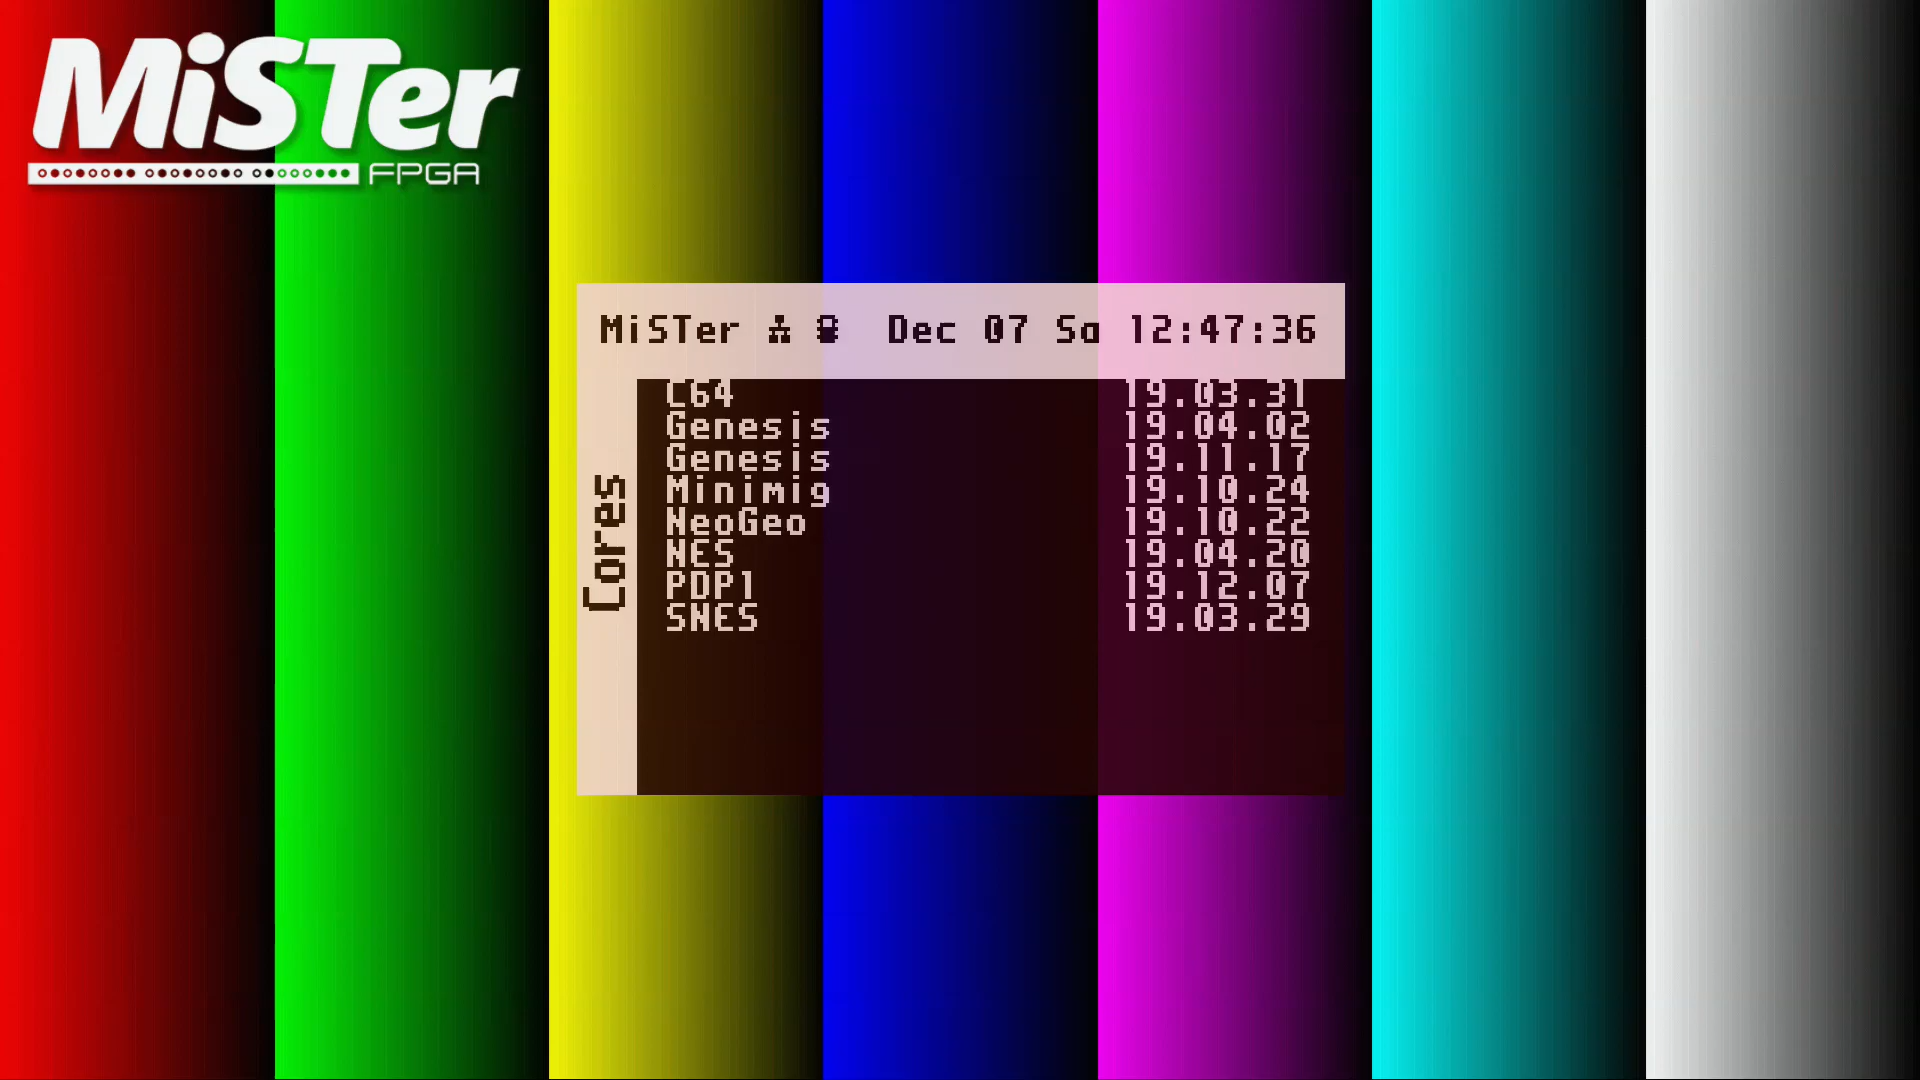 MiSTer
FPGA
MiSTer Dec 07 Sa 12:47:36
Cores
C64 19.03.31
Genesis 19.04.02
Genesis 19.11.17
Minimig 19.10.24
NeoGeo 19.10.22
NES 19.04.20
PDP1 19.12.07
SNES 19.03.29